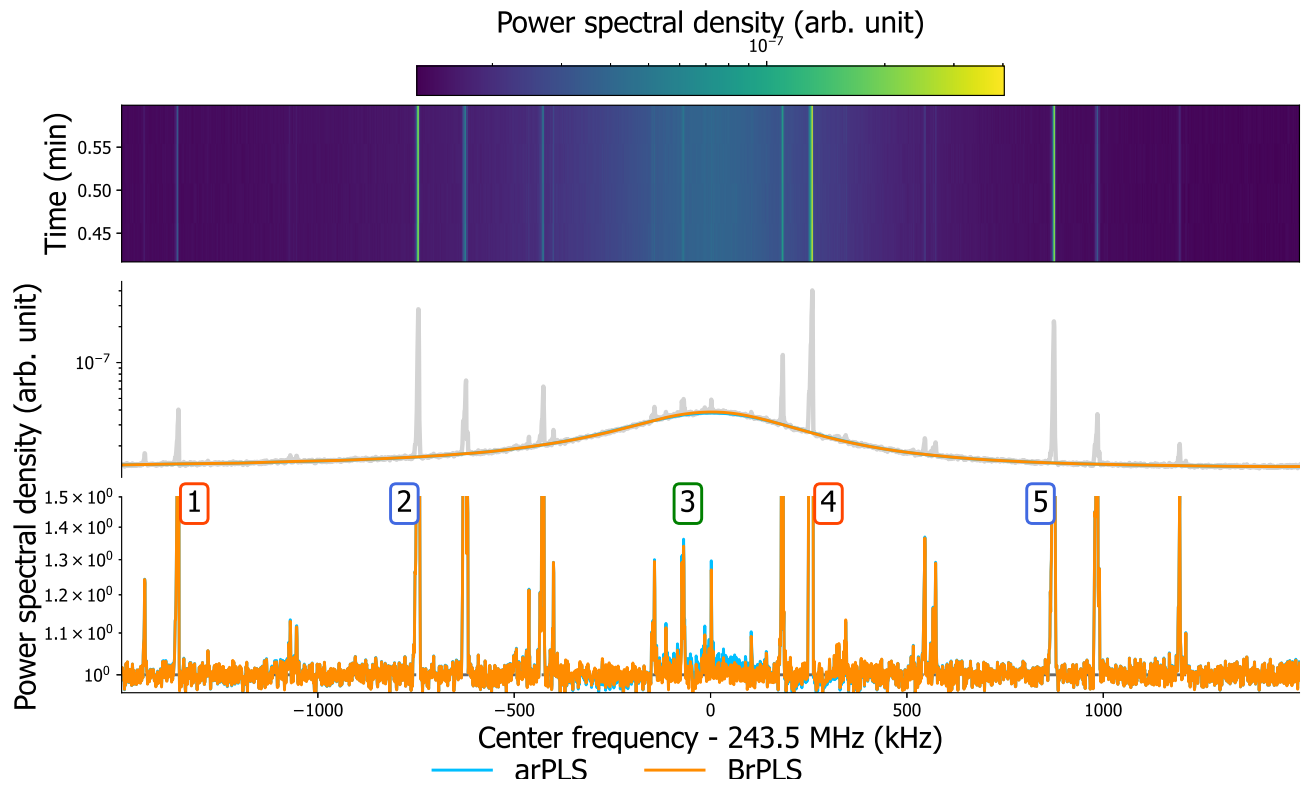 Power spectral density (arb. unit)
10⁻⁷
Time (min)
0.55
0.50
0.45
Power spectral density (arb. unit)
10⁻⁷
1.5 × 10⁰
1.4 × 10⁰
1.3 × 10⁰
1.2 × 10⁰
1.1 × 10⁰
10⁰
1 2 3 4 5
−1000 −500 0 500 1000
Center frequency - 243.5 MHz (kHz)
arPLS BrPLS